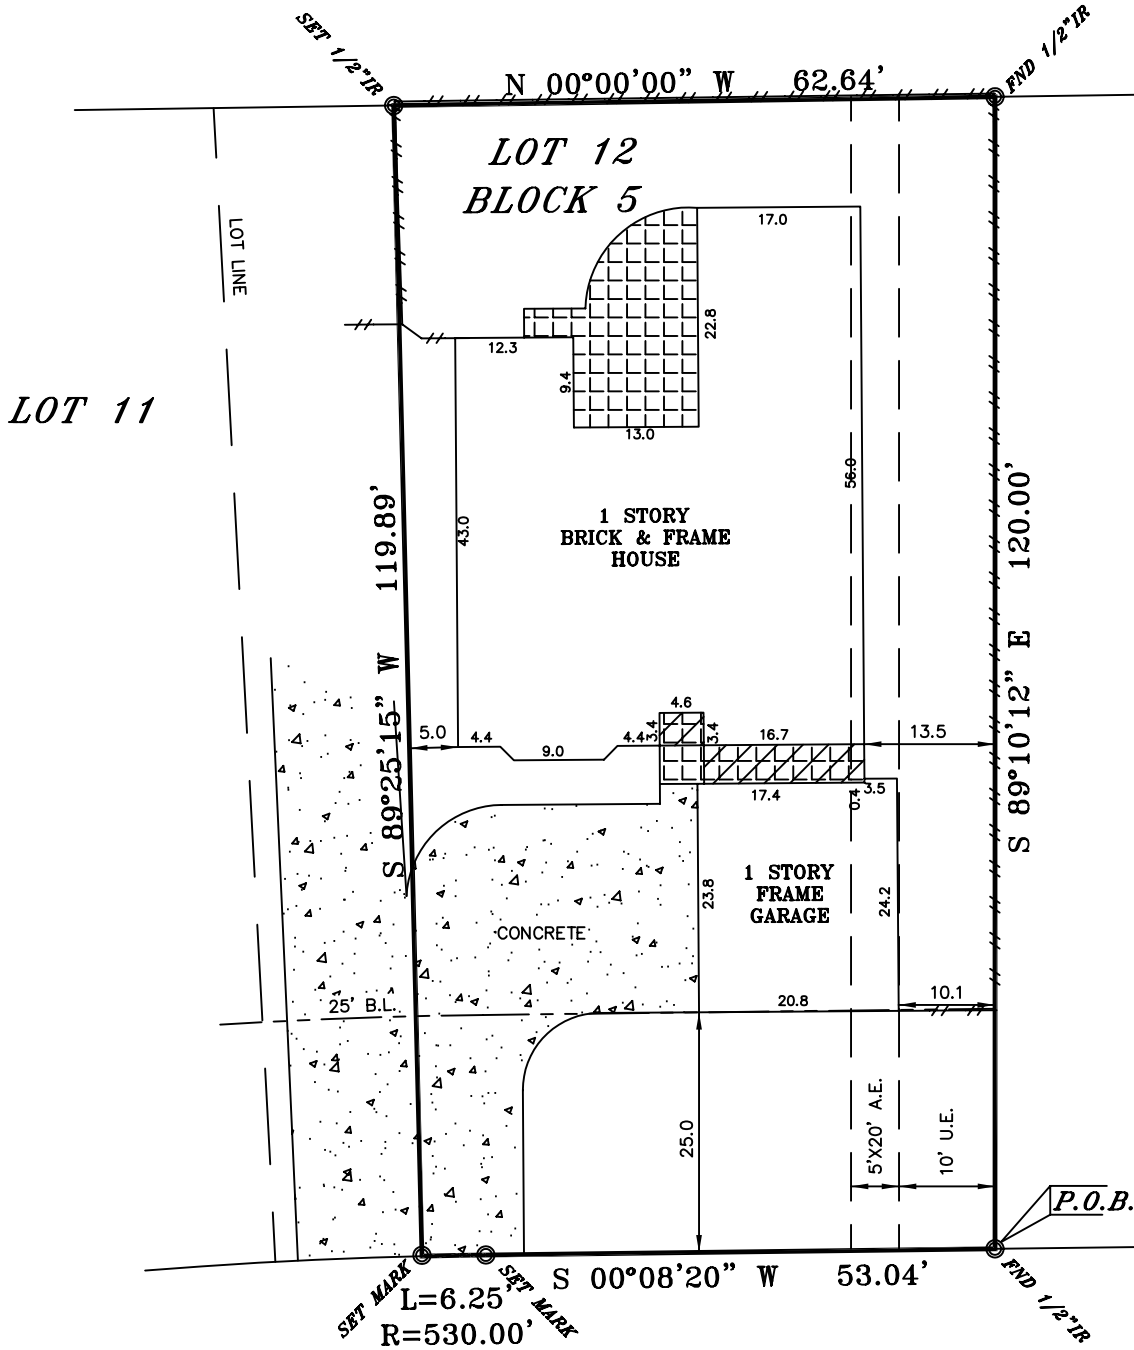 SET 1/2"IR
FND 1/2"IR
N 00°00'00" W 62.64'
LOT 12
BLOCK 5
LOT LINE
17.0
22.8
12.3
9.4
13.0
LOT 11
56.0
119.89'
S 89°25'15" W
43.0
1 STORY
BRICK & FRAME
HOUSE
S 89°10'12" E 120.00'
4.6
3.4
3.4
5.0
4.4
9.0
4.4
16.7
13.5
17.4
0.4
3.5
1 STORY
FRAME
GARAGE
23.8
24.2
CONCRETE
25' B.L.
20.8
10.1
25.0
5'X20' A.E.
10' U.E.
P.O.B.
S 00°08'20" W 53.04'
SET MARK
SET MARK
FND 1/2"IR
L=6.25'
R=530.00'